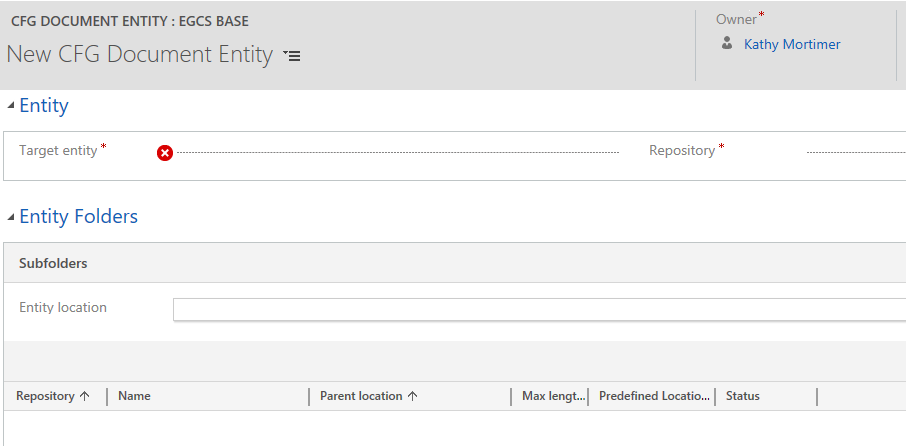 CFG DOCUMENT ENTITY : EGCS BASE
New CFG Document Entity
Owner*
Kathy Mortimer
Entity
Target entity * Repository *
Entity Folders
Subfolders
Entity location
Repository ↑ Name Parent location ↑ Max lengt... Predefined Locatio... Status